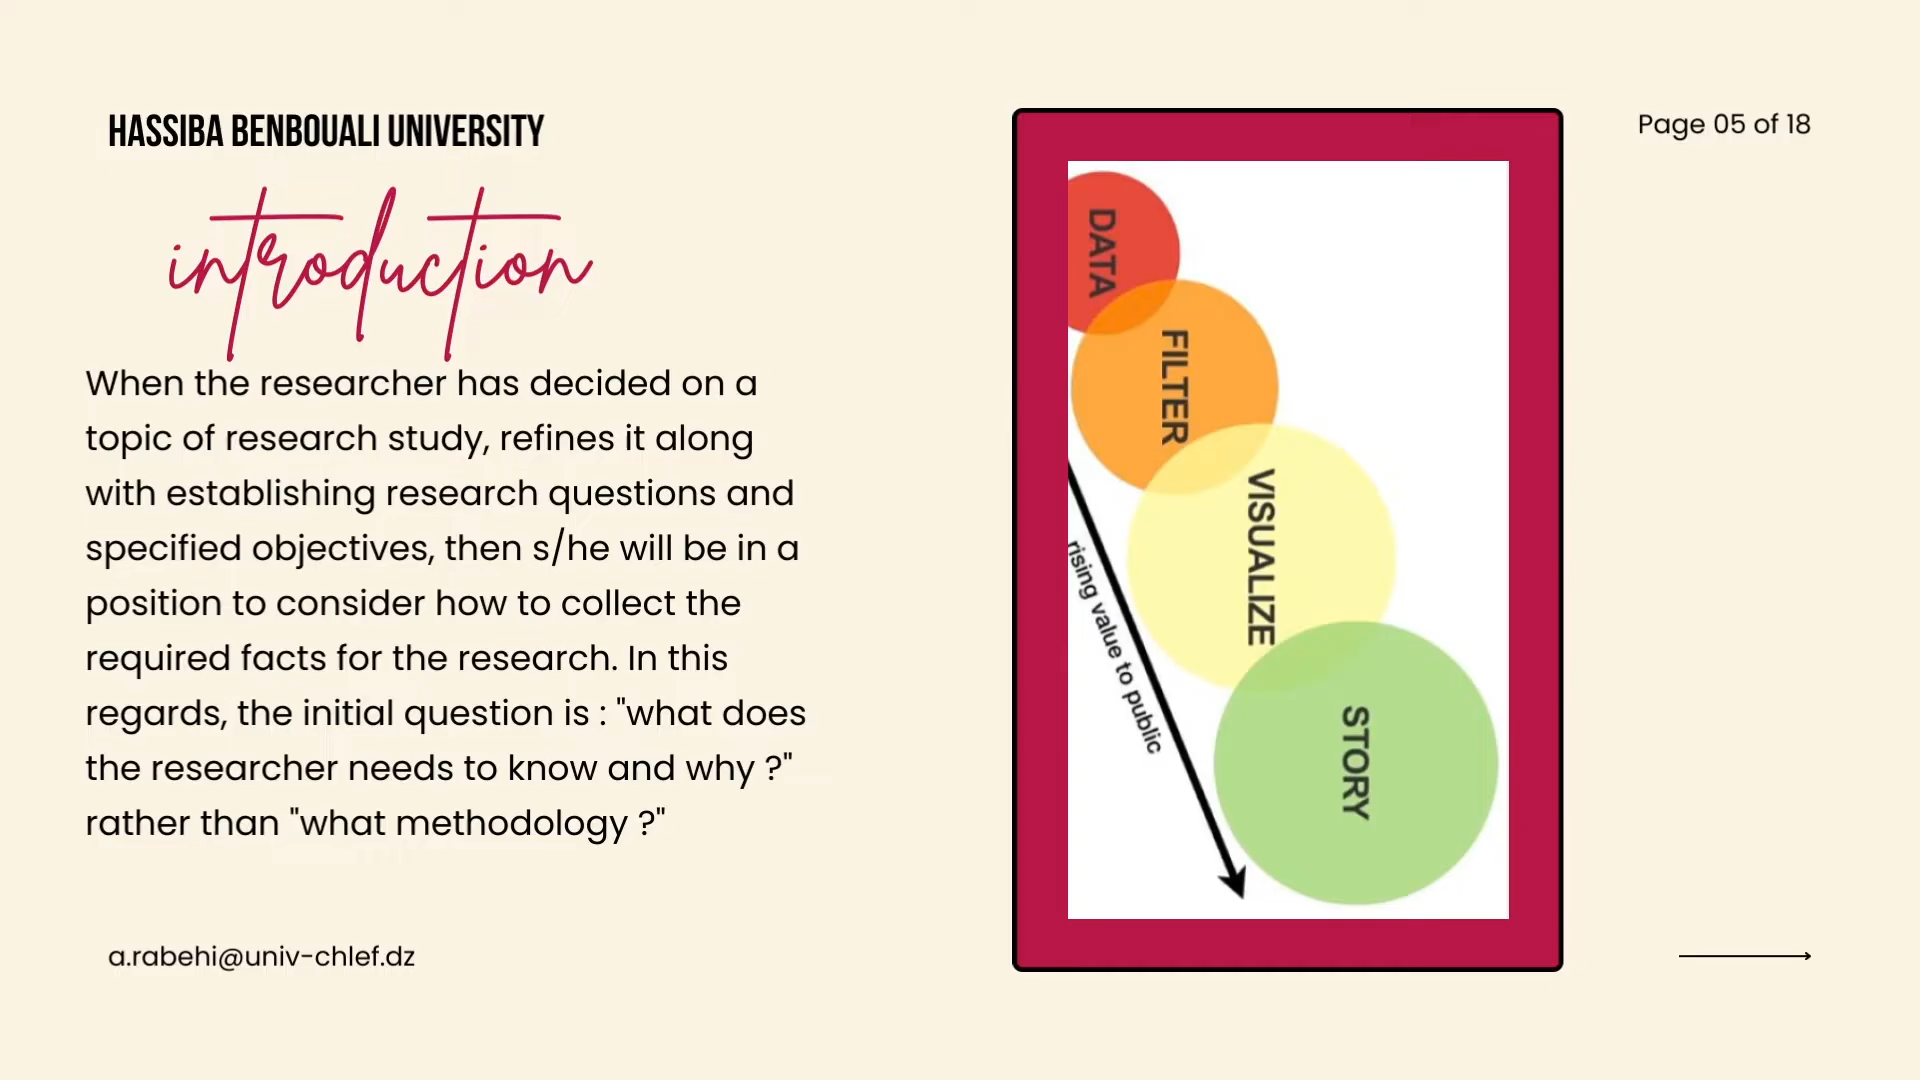 HASSIBA BENBOUALI UNIVERSITY
Page 05 of 18
introduction
When the researcher has decided on a
topic of research study, refines it along
with establishing research questions and
specified objectives, then s/he will be in a
position to consider how to collect the
required facts for the research. In this
regards, the initial question is : "what does
the researcher needs to know and why ?"
rather than "what methodology ?"
DATA
FILTER
VISUALIZE
STORY
rising value to public
a.rabehi@univ-chlef.dz